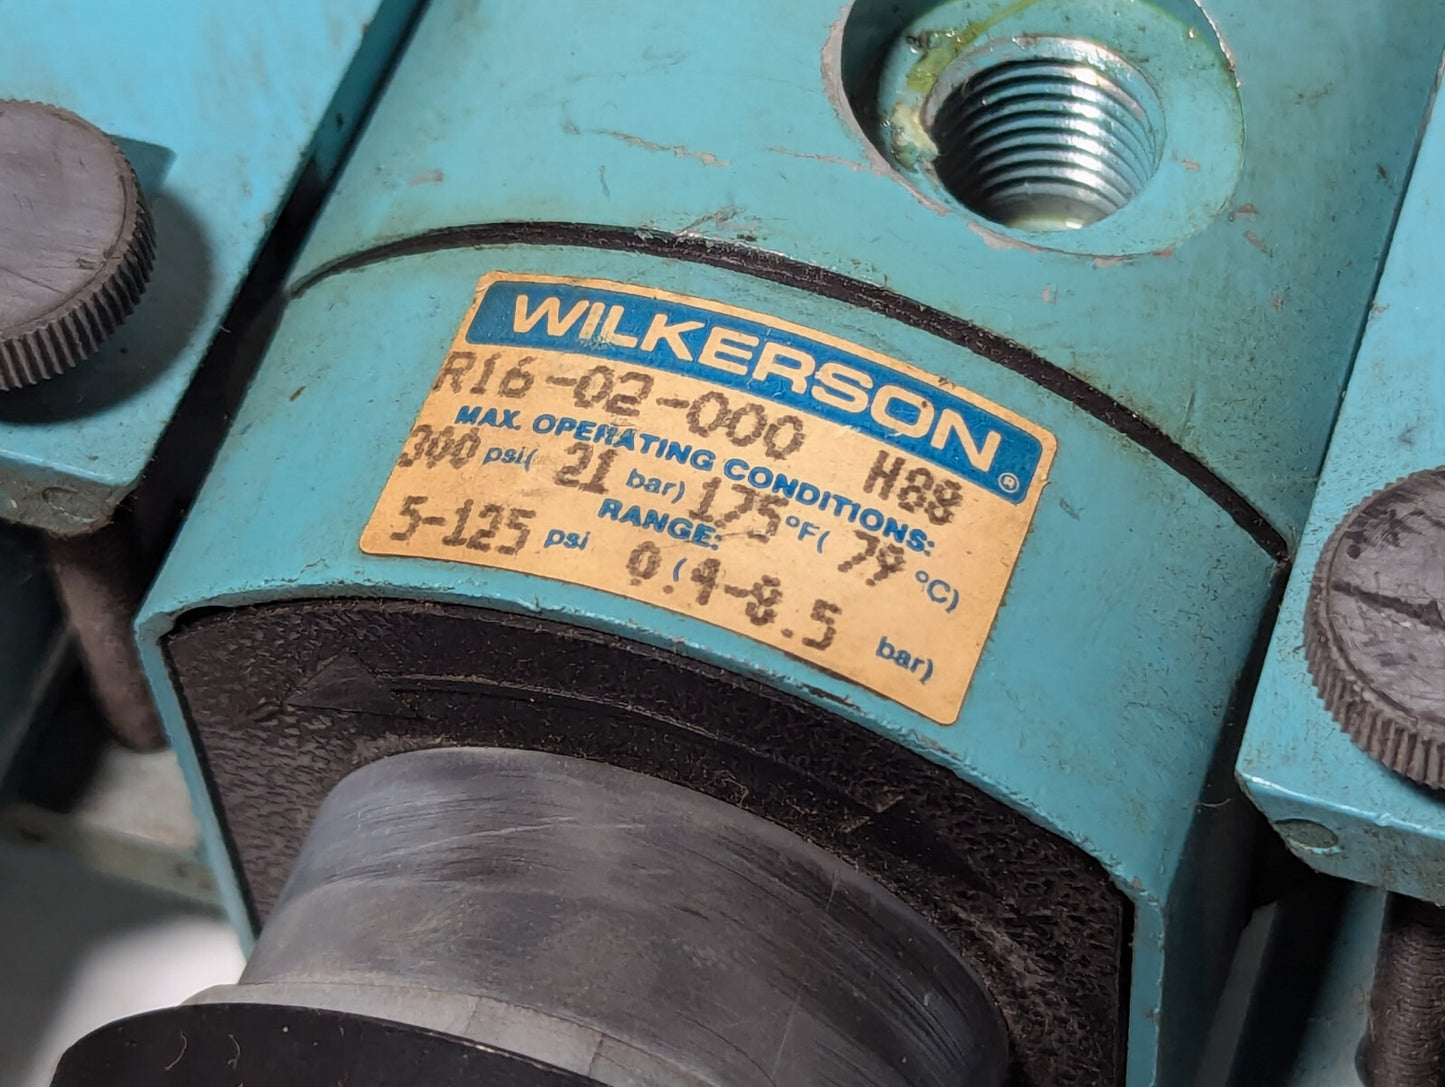 WILKERSON®
R16-02-000 H88
MAX. OPERATING CONDITIONS:
300 psi( 21 bar) 175°F( 79 °C)
RANGE:
5-125 psi 0.(4-8.5 bar)